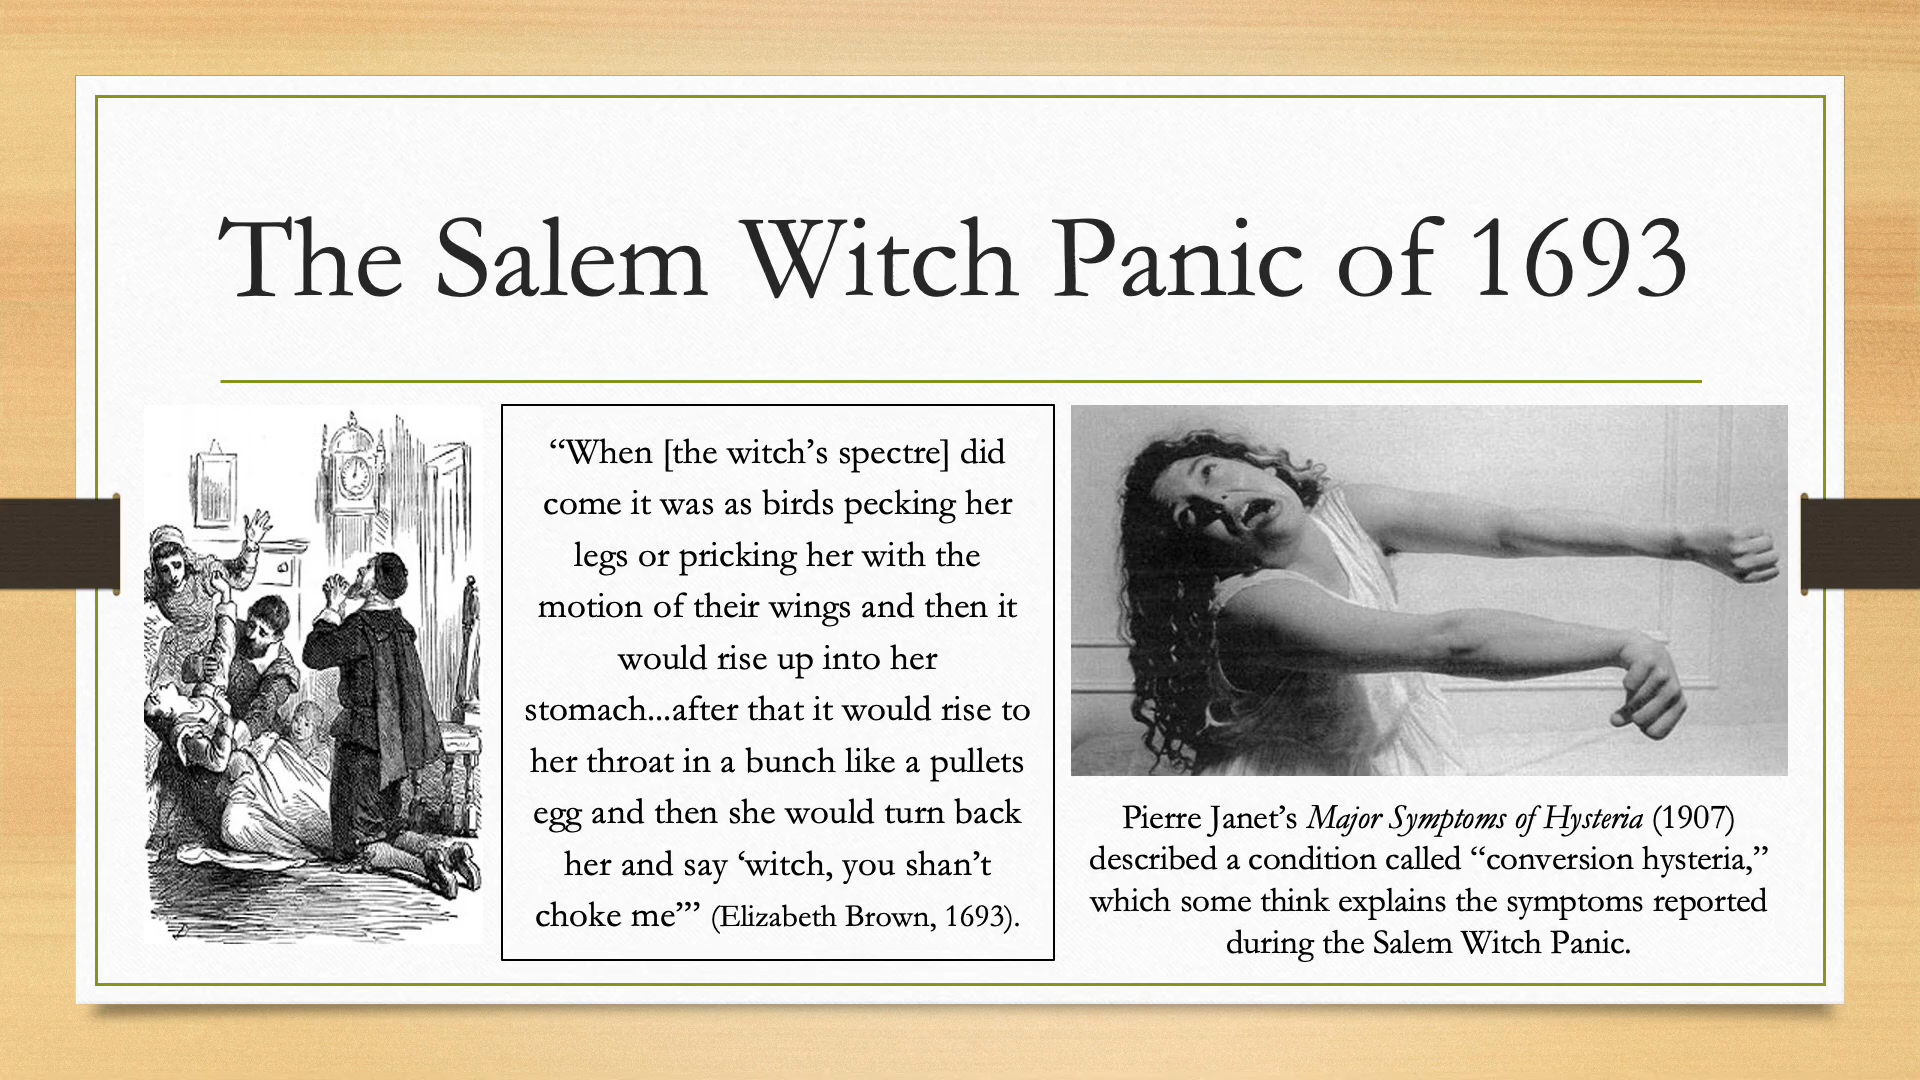 The Salem Witch Panic of 1693
“When [the witch’s spectre] did
come it was as birds pecking her
legs or pricking her with the
motion of their wings and then it
would rise up into her
stomach...after that it would rise to
her throat in a bunch like a pullets
egg and then she would turn back
her and say ‘witch, you shan’t
choke me’” (Elizabeth Brown, 1693).
Pierre Janet’s Major Symptoms of Hysteria (1907)
described a condition called “conversion hysteria,”
which some think explains the symptoms reported
during the Salem Witch Panic.